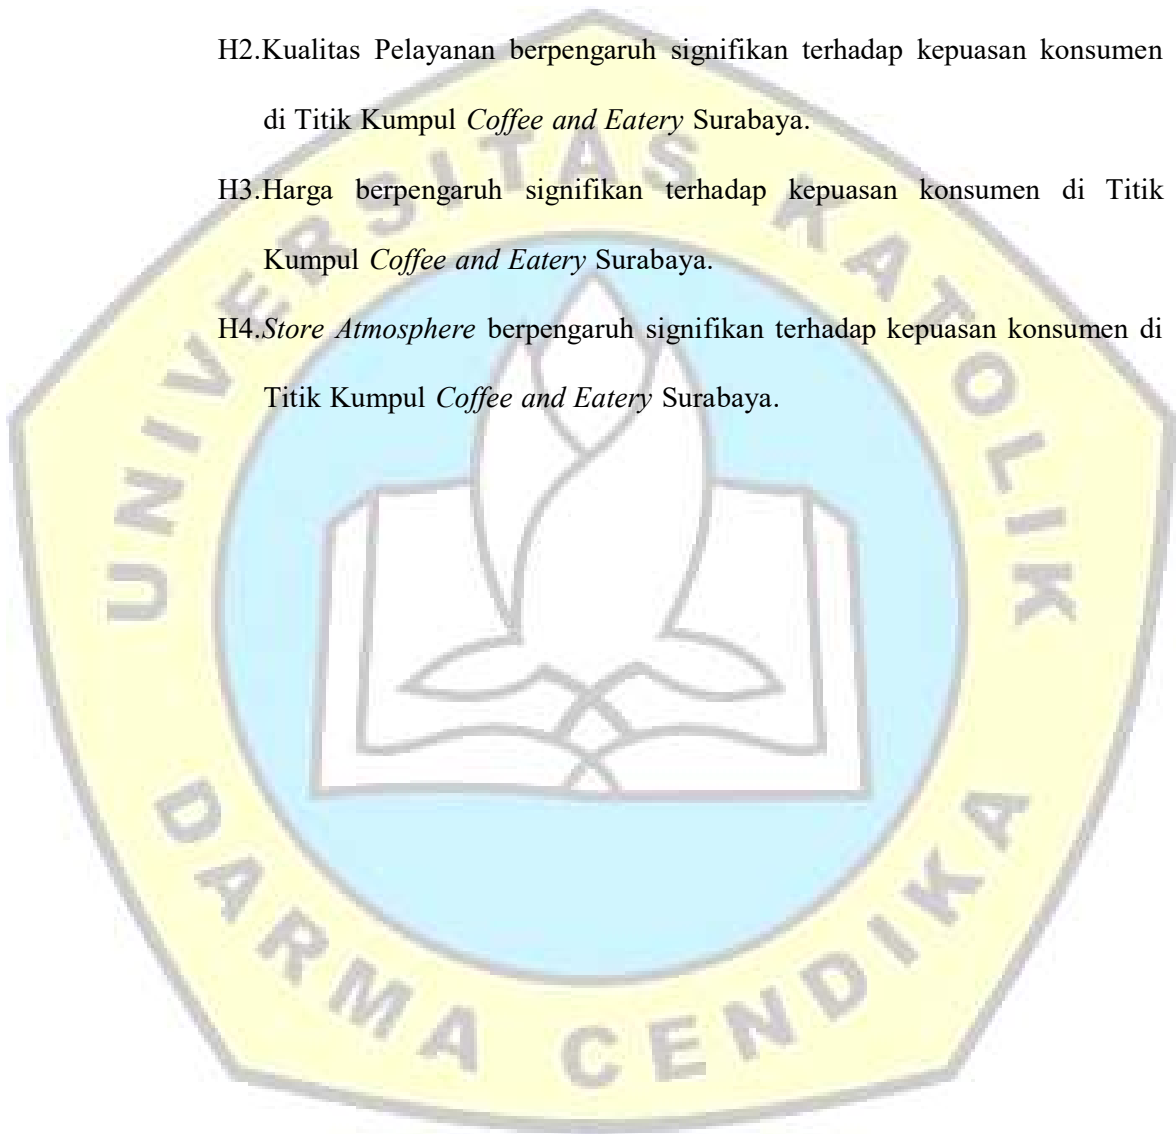 H2.Kualitas Pelayanan berpengaruh signifikan terhadap kepuasan konsumen
di Titik Kumpul Coffee and Eatery Surabaya.
H3.Harga berpengaruh signifikan terhadap kepuasan konsumen di Titik
Kumpul Coffee and Eatery Surabaya.
H4.Store Atmosphere berpengaruh signifikan terhadap kepuasan konsumen di
Titik Kumpul Coffee and Eatery Surabaya.
UNIVERSITAS KATOLIK
DARMA CENDIKA